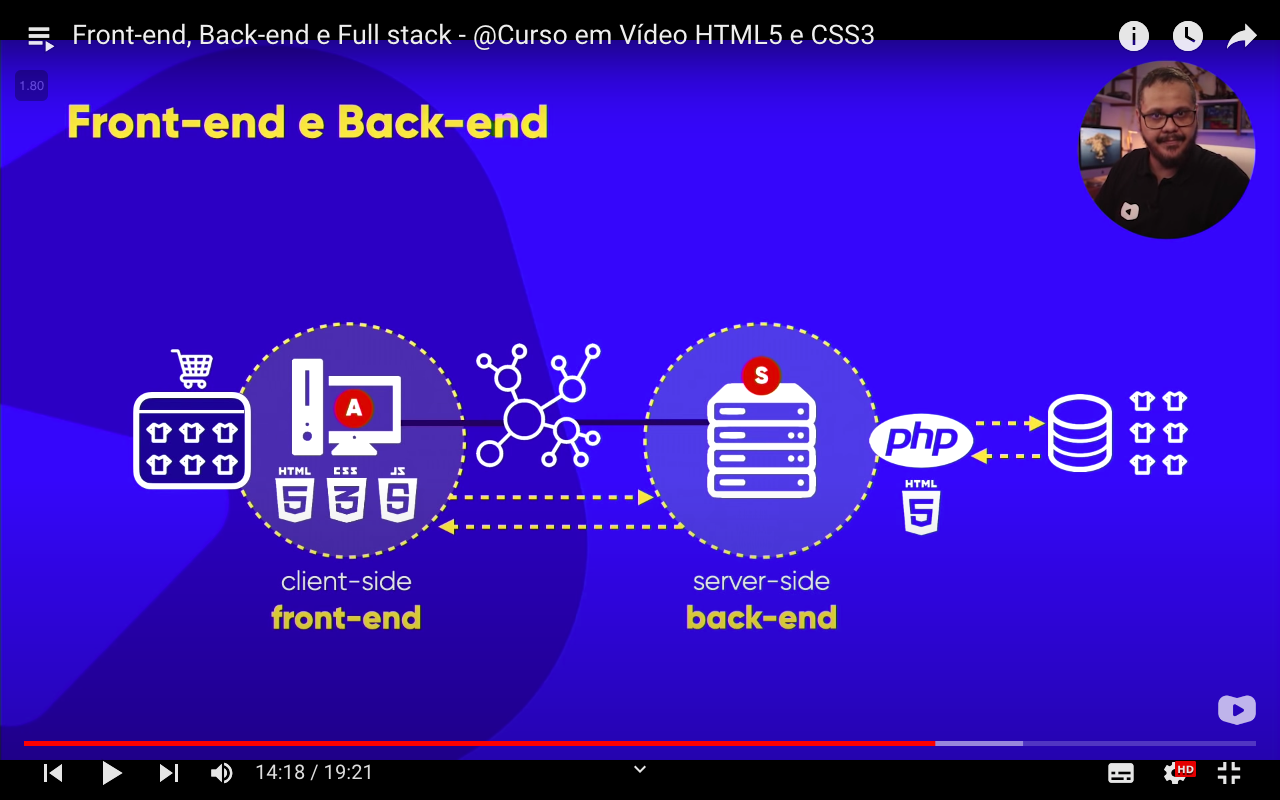 Front-end, Back-end e Full stack - @Curso em Vídeo HTML5 e CSS3
1.80
Front-end e Back-end
A
S
php
HTML
5
CSS
3
JS
5
HTML
5
client-side
front-end
server-side
back-end
14:18 / 19:21
HD